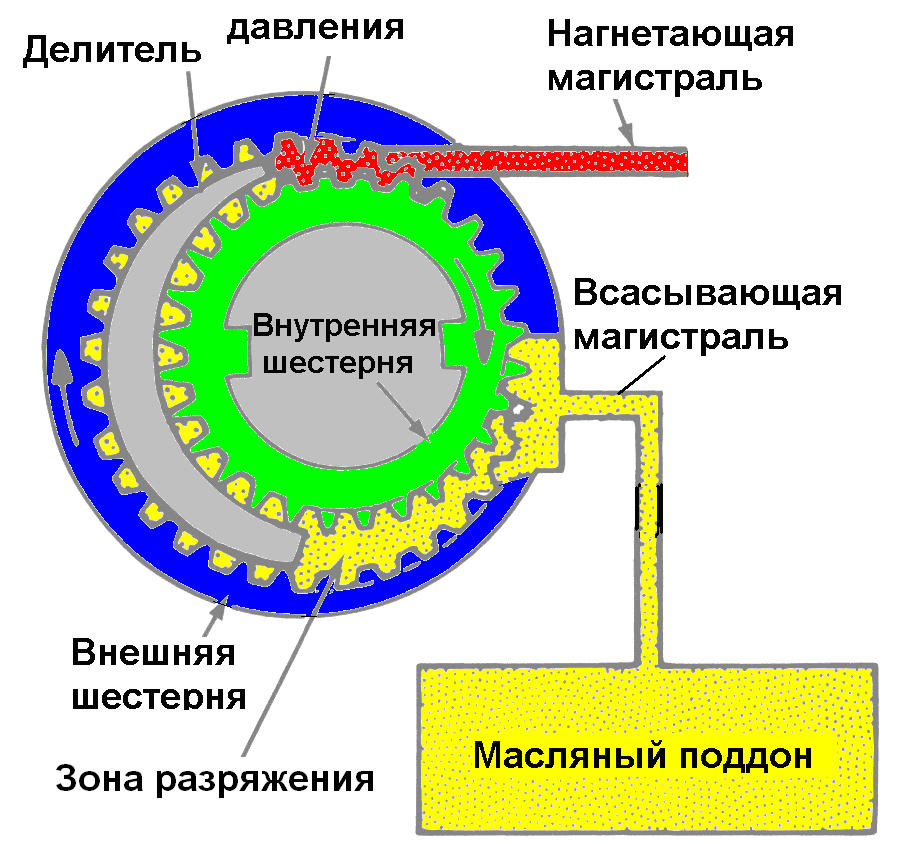 давления
Делитель
Нагнетающая
магистраль
Всасывающая
магистраль
Внутренняя
шестерня
Внешняя
шестерня
Зона разряжения
Масляный поддон